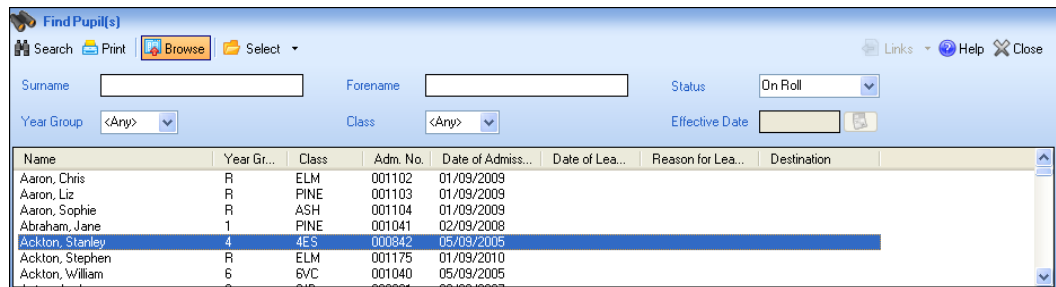 Find Pupil(s)
Search Print Browse Select Links Help Close
Surname Forename Status On Roll
Year Group <Any> Class <Any> Effective Date
Name Year Gr... Class Adm. No. Date of Admiss... Date of Lea... Reason for Lea... Destination
Aaron, Chris R ELM 001102 01/09/2009
Aaron, Liz R PINE 001103 01/09/2009
Aaron, Sophie R ASH 001104 01/09/2009
Abraham, Jane 1 PINE 001041 02/09/2008
Ackton, Stanley 4 4ES 000842 05/09/2005
Ackton, Stephen R ELM 001175 01/09/2010
Ackton, William 6 6VC 001040 05/09/2005